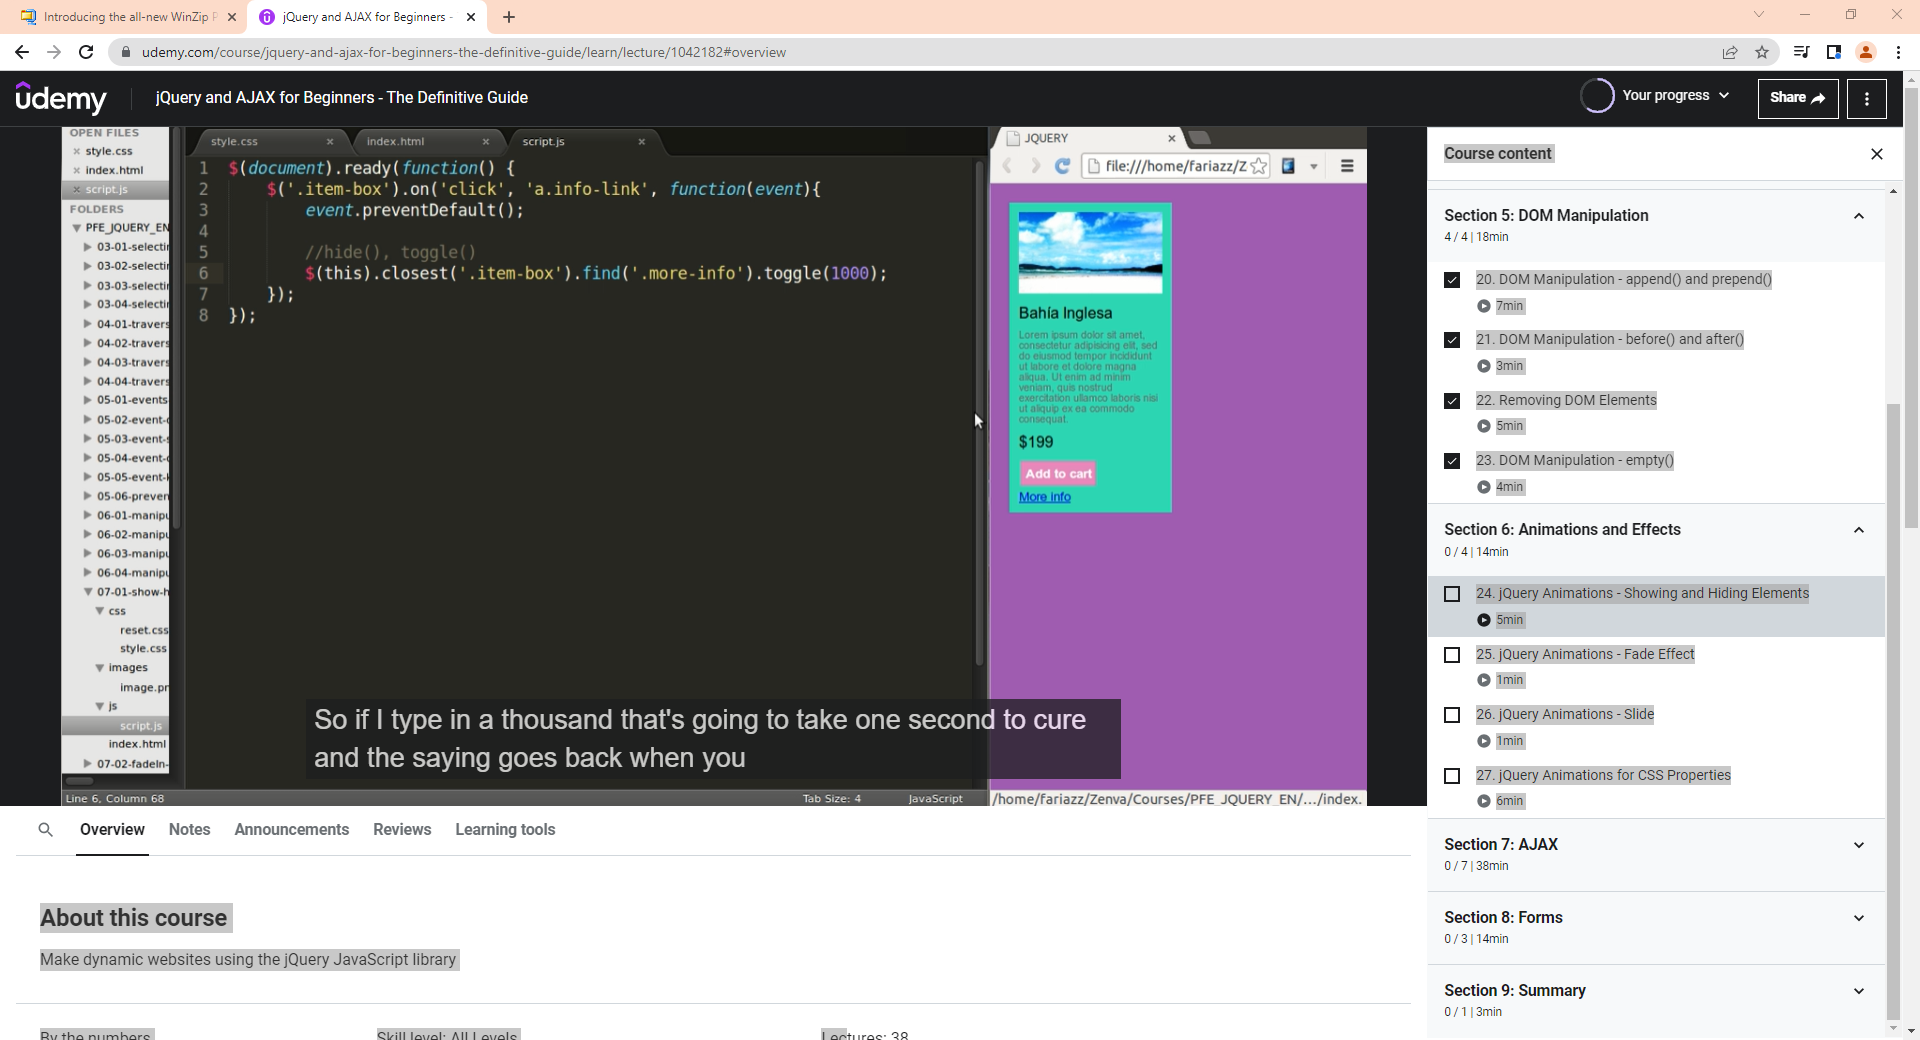 Introducing the all-new WinZip P
jQuery and AJAX for Beginners -
udemy.com/course/jquery-and-ajax-for-beginners-the-definitive-guide/learn/lecture/1042182#overview
ûdemy
jQuery and AJAX for Beginners - The Definitive Guide
Your progress
Share
OPEN FILES
style.css
index.html
script.js
FOLDERS
PFE_JQUERY_EN
03-01-selectin
03-02-selectin
03-03-selectin
03-04-selectin
04-01-travers
04-02-travers
04-03-travers
04-04-travers
05-01-events
05-02-event-
05-03-event-s
05-04-event-
05-05-event-
05-06-preven
06-01-manipu
06-02-manipu
06-03-manipu
06-04-manipu
07-01-show-h
css
reset.css
style.css
images
image.pr
js
script.js
index.html
07-02-fadeIn-
style.css
index.html
script.js
1 $(document).ready(function() {
2 $('.item-box').on('click', 'a.info-link', function(event){
3 event.preventDefault();
4
5 //hide(), toggle()
6 $(this).closest('.item-box').find('.more-info').toggle(1000);
7 });
8 });
Line 6, Column 68
Tab Size: 4
JavaScript
JQUERY
file:///home/fariazz/Z
Bahía Inglesa
Lorem ipsum dolor sit amet,
consectetur adipisicing elit, sed
do eiusmod tempor incididunt
ut labore et dolore magna
aliqua. Ut enim ad minim
veniam, quis nostrud
exercitation ullamco laboris nisi
ut aliquip ex ea commodo
consequat.
$199
Add to cart
More info
/home/fariazz/Zenva/Courses/PFE_JQUERY_EN/.../index.
So if I type in a thousand that's going to take one second to cure
and the saying goes back when you
Course content
Section 5: DOM Manipulation
4 / 4 | 18min
20. DOM Manipulation - append() and prepend()
7min
21. DOM Manipulation - before() and after()
3min
22. Removing DOM Elements
5min
23. DOM Manipulation - empty()
4min
Section 6: Animations and Effects
0 / 4 | 14min
24. jQuery Animations - Showing and Hiding Elements
5min
25. jQuery Animations - Fade Effect
1min
26. jQuery Animations - Slide
1min
27. jQuery Animations for CSS Properties
6min
Section 7: AJAX
0 / 7 | 38min
Section 8: Forms
0 / 3 | 14min
Section 9: Summary
0 / 1 | 3min
Overview
Notes
Announcements
Reviews
Learning tools
About this course
Make dynamic websites using the jQuery JavaScript library
By the numbers
Skill level: All Levels
Lectures: 38